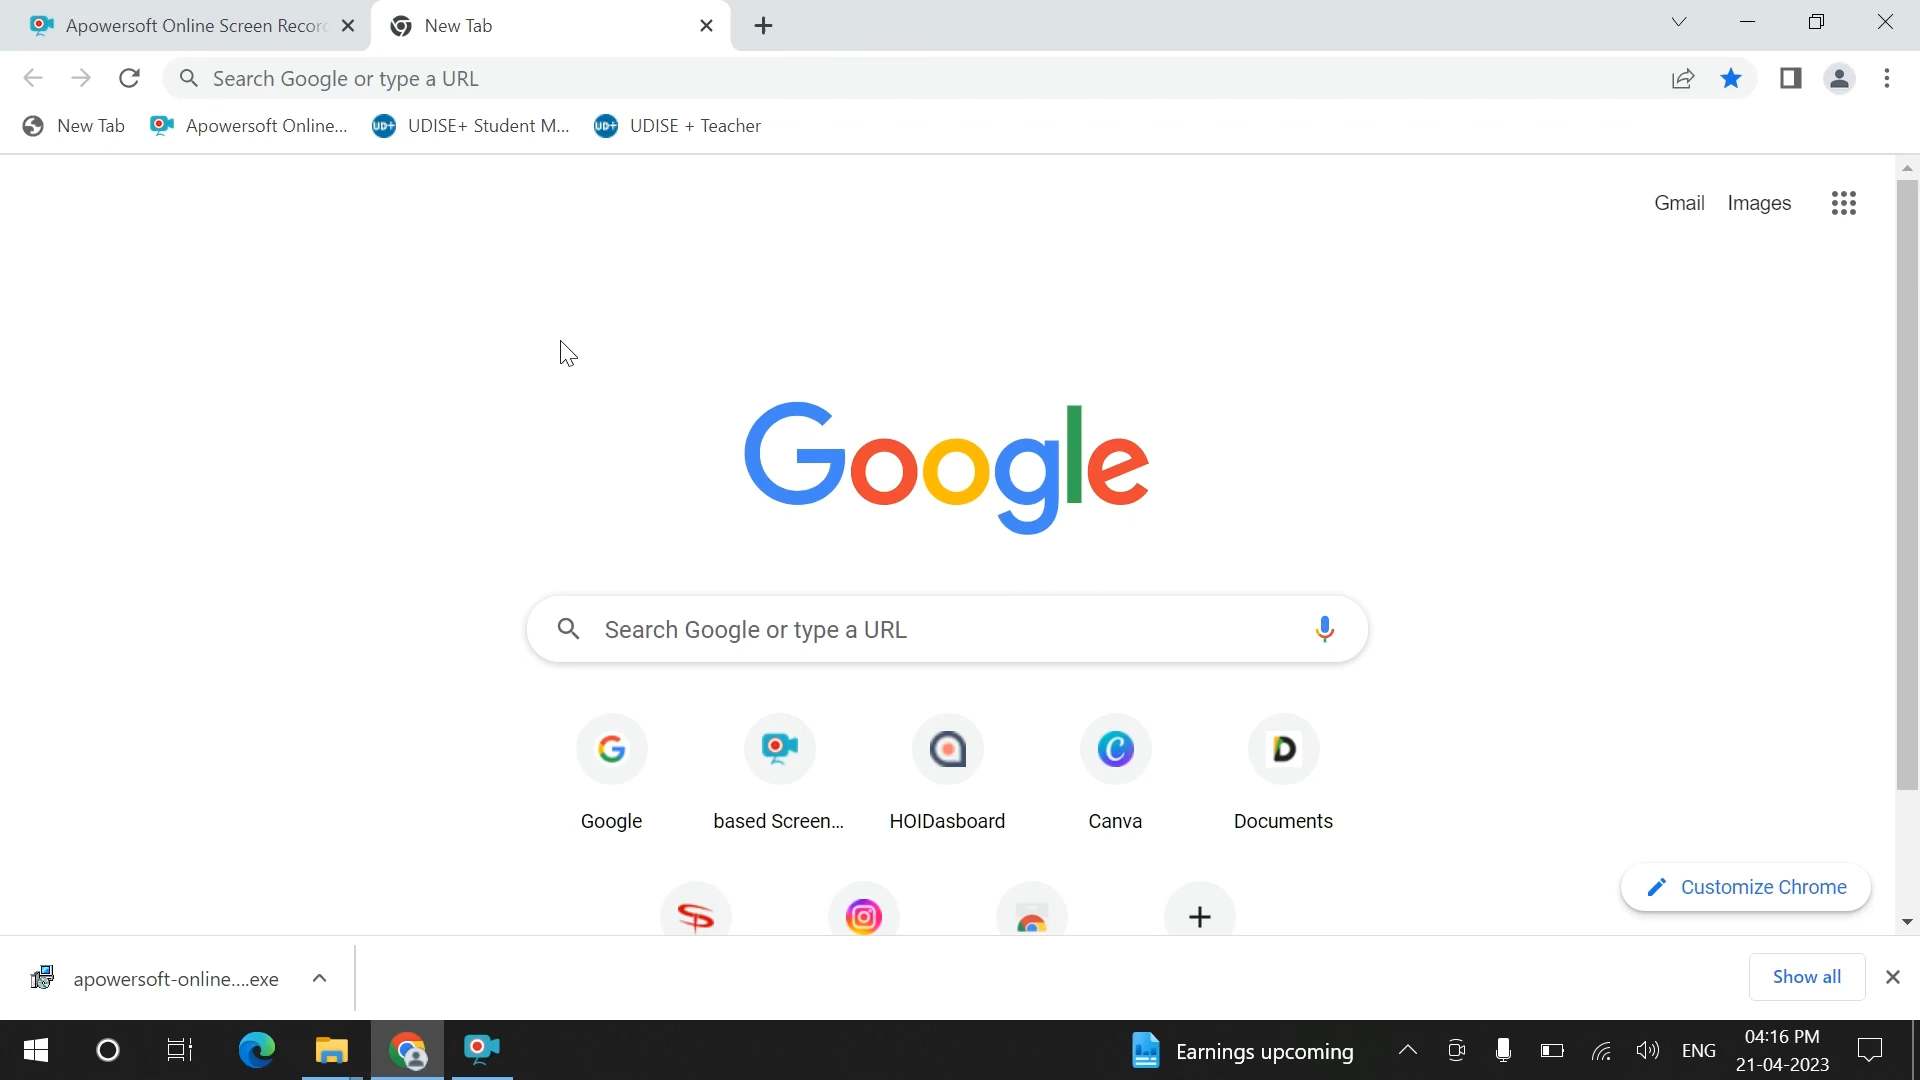 Apowersoft Online Screen Recor
New Tab
Search Google or type a URL
New Tab
Apowersoft Online...
UDISE+ Student M...
UDISE + Teacher
Gmail
Images
Google
Search Google or type a URL
Google
based Screen...
HOIDasboard
Canva
Documents
Customize Chrome
apowersoft-online....exe
Show all
Earnings upcoming
ENG
04:16 PM
21-04-2023